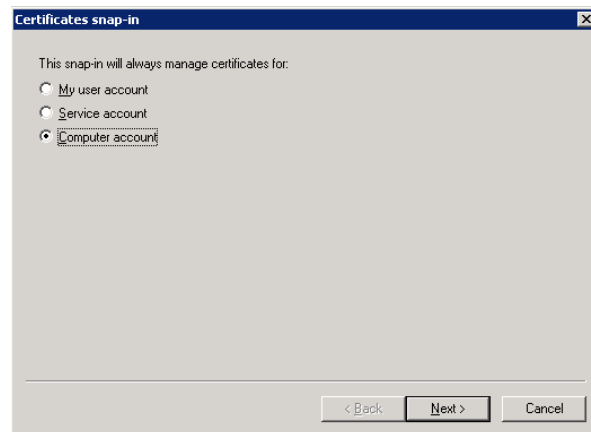 Certificates snap-in
This snap-in will always manage certificates for:
My user account
Service account
Computer account
< Back
Next >
Cancel